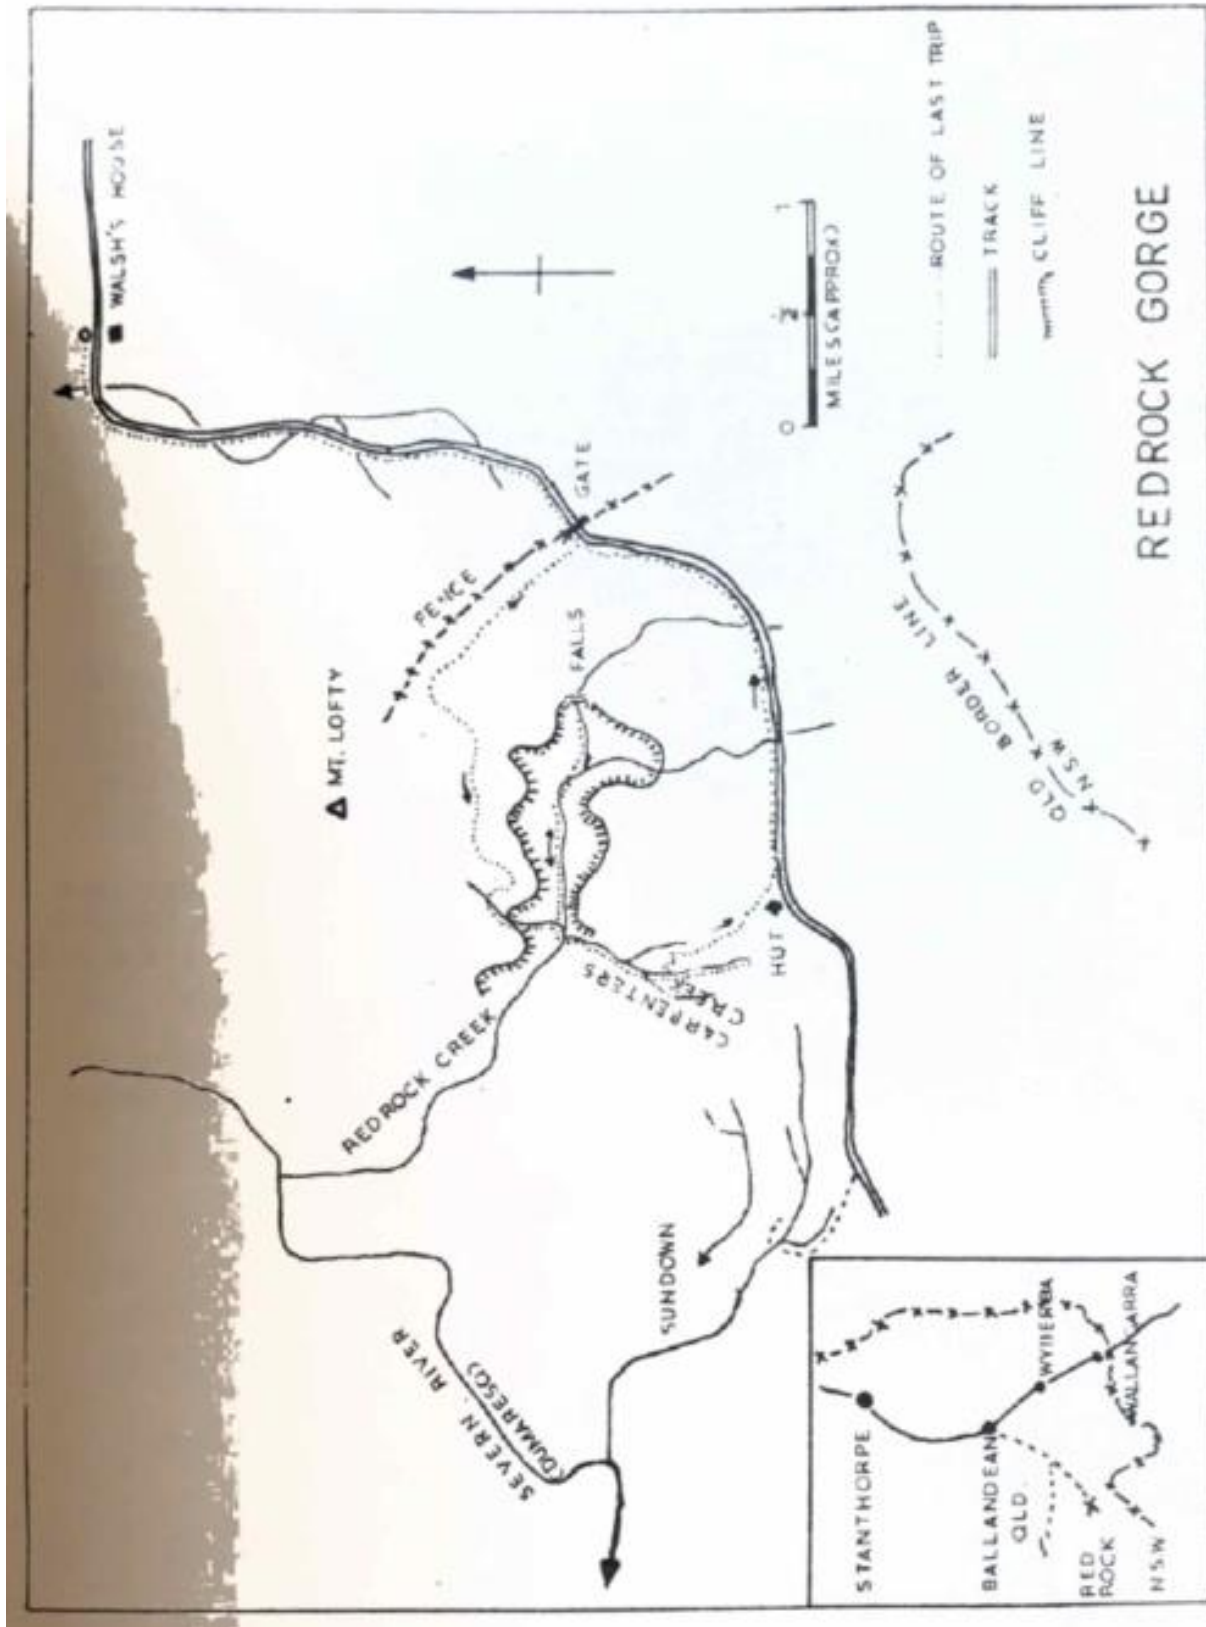 WALSH'S HOUSE
MT. LOFTY
FENCE
GATE
FALLS
REDROCK CREEK
CARPENTERS
CREEK
HUT
SEVERN RIVER
(DUMARESQ)
SUNDOWN
0 ½ 1
MILES (APPROX)
ROUTE OF LAST TRIP
TRACK
CLIFF LINE
QLD BORDER LINE
NSW
REDROCK GORGE
STANTHORPE
BALLANDEAN
QLD.
WYBERBA
WALLANGARRA
RED
ROCK
NSW